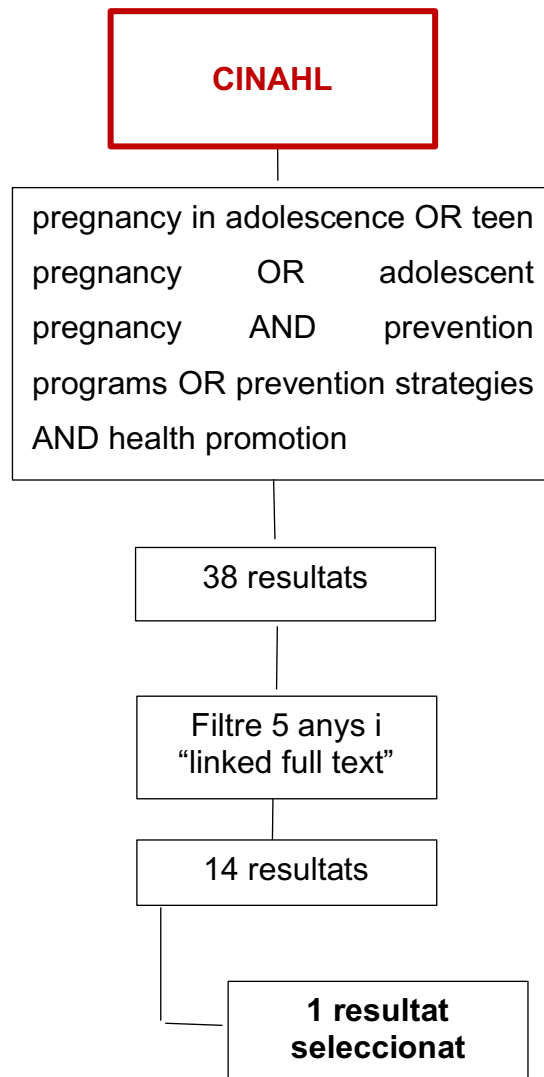 CINAHL
pregnancy in adolescence OR teen
pregnancy OR adolescent
pregnancy AND prevention
programs OR prevention strategies
AND health promotion
38 resultats
Filtre 5 anys i
“linked full text”
14 resultats
1 resultat
seleccionat